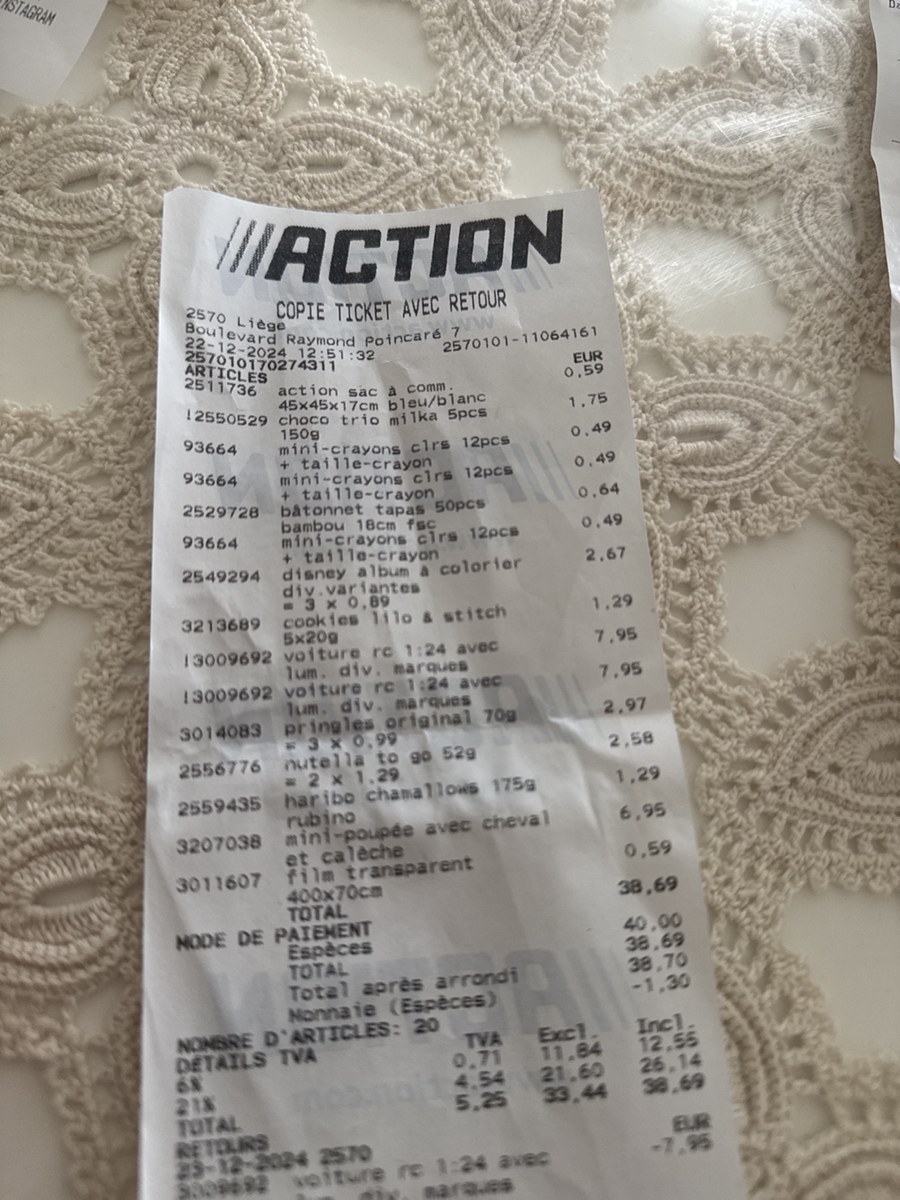 NSTAGRAM
///ACTION
COPIE TICKET AVEC RETOUR
2570 Liège
Boulevard Raymond Poincaré 7
22-12-2024 12:51:32 2570101-11064161
257010170274311
ARTICLES EUR
2511736 action sac à comm. 0,59
45x45x17cm bleu/blanc
12550529 choco trio milka 5pcs 1,75
150g
93664 mini-crayons clrs 12pcs 0,49
+ taille-crayon
93664 mini-crayons clrs 12pcs 0,49
+ taille-crayon
2529728 bâtonnet tapas 50pcs 0,64
bambou 18cm fsc
93664 mini-crayons clrs 12pcs 0,49
+ taille-crayon
2549294 disney album à colorier 2,67
div.variantes
= 3 x 0,89
3213689 cookies lilo & stitch 1,29
5x20g
13009692 voiture rc 1:24 avec 7,95
lum. div. marques
13009692 voiture rc 1:24 avec 7,95
lum. div. marques
3014083 pringles original 70g 2,97
= 3 x 0,99
2556776 nutella to go 52g 2,58
= 2 x 1,29
2559435 haribo chamallows 175g 1,29
rubino
3207038 mini-poupée avec cheval 6,95
et calèche
3011607 film transparent 0,59
400x70cm
TOTAL 38,69
MODE DE PAIEMENT
Espèces 40,00
TOTAL 38,69
Total après arrondi 38,70
Monnaie (Espèces) -1,30
NOMBRE D'ARTICLES: 20
DÉTAILS TVA TVA Excl. Incl.
6% 0,71 11,84 12,55
21% 4,54 21,60 26,14
TOTAL 5,25 33,44 38,69
RETOURS EUR
23-12-2024 2570
voiture rc 1:24 avec -7,95
lum. div. marques